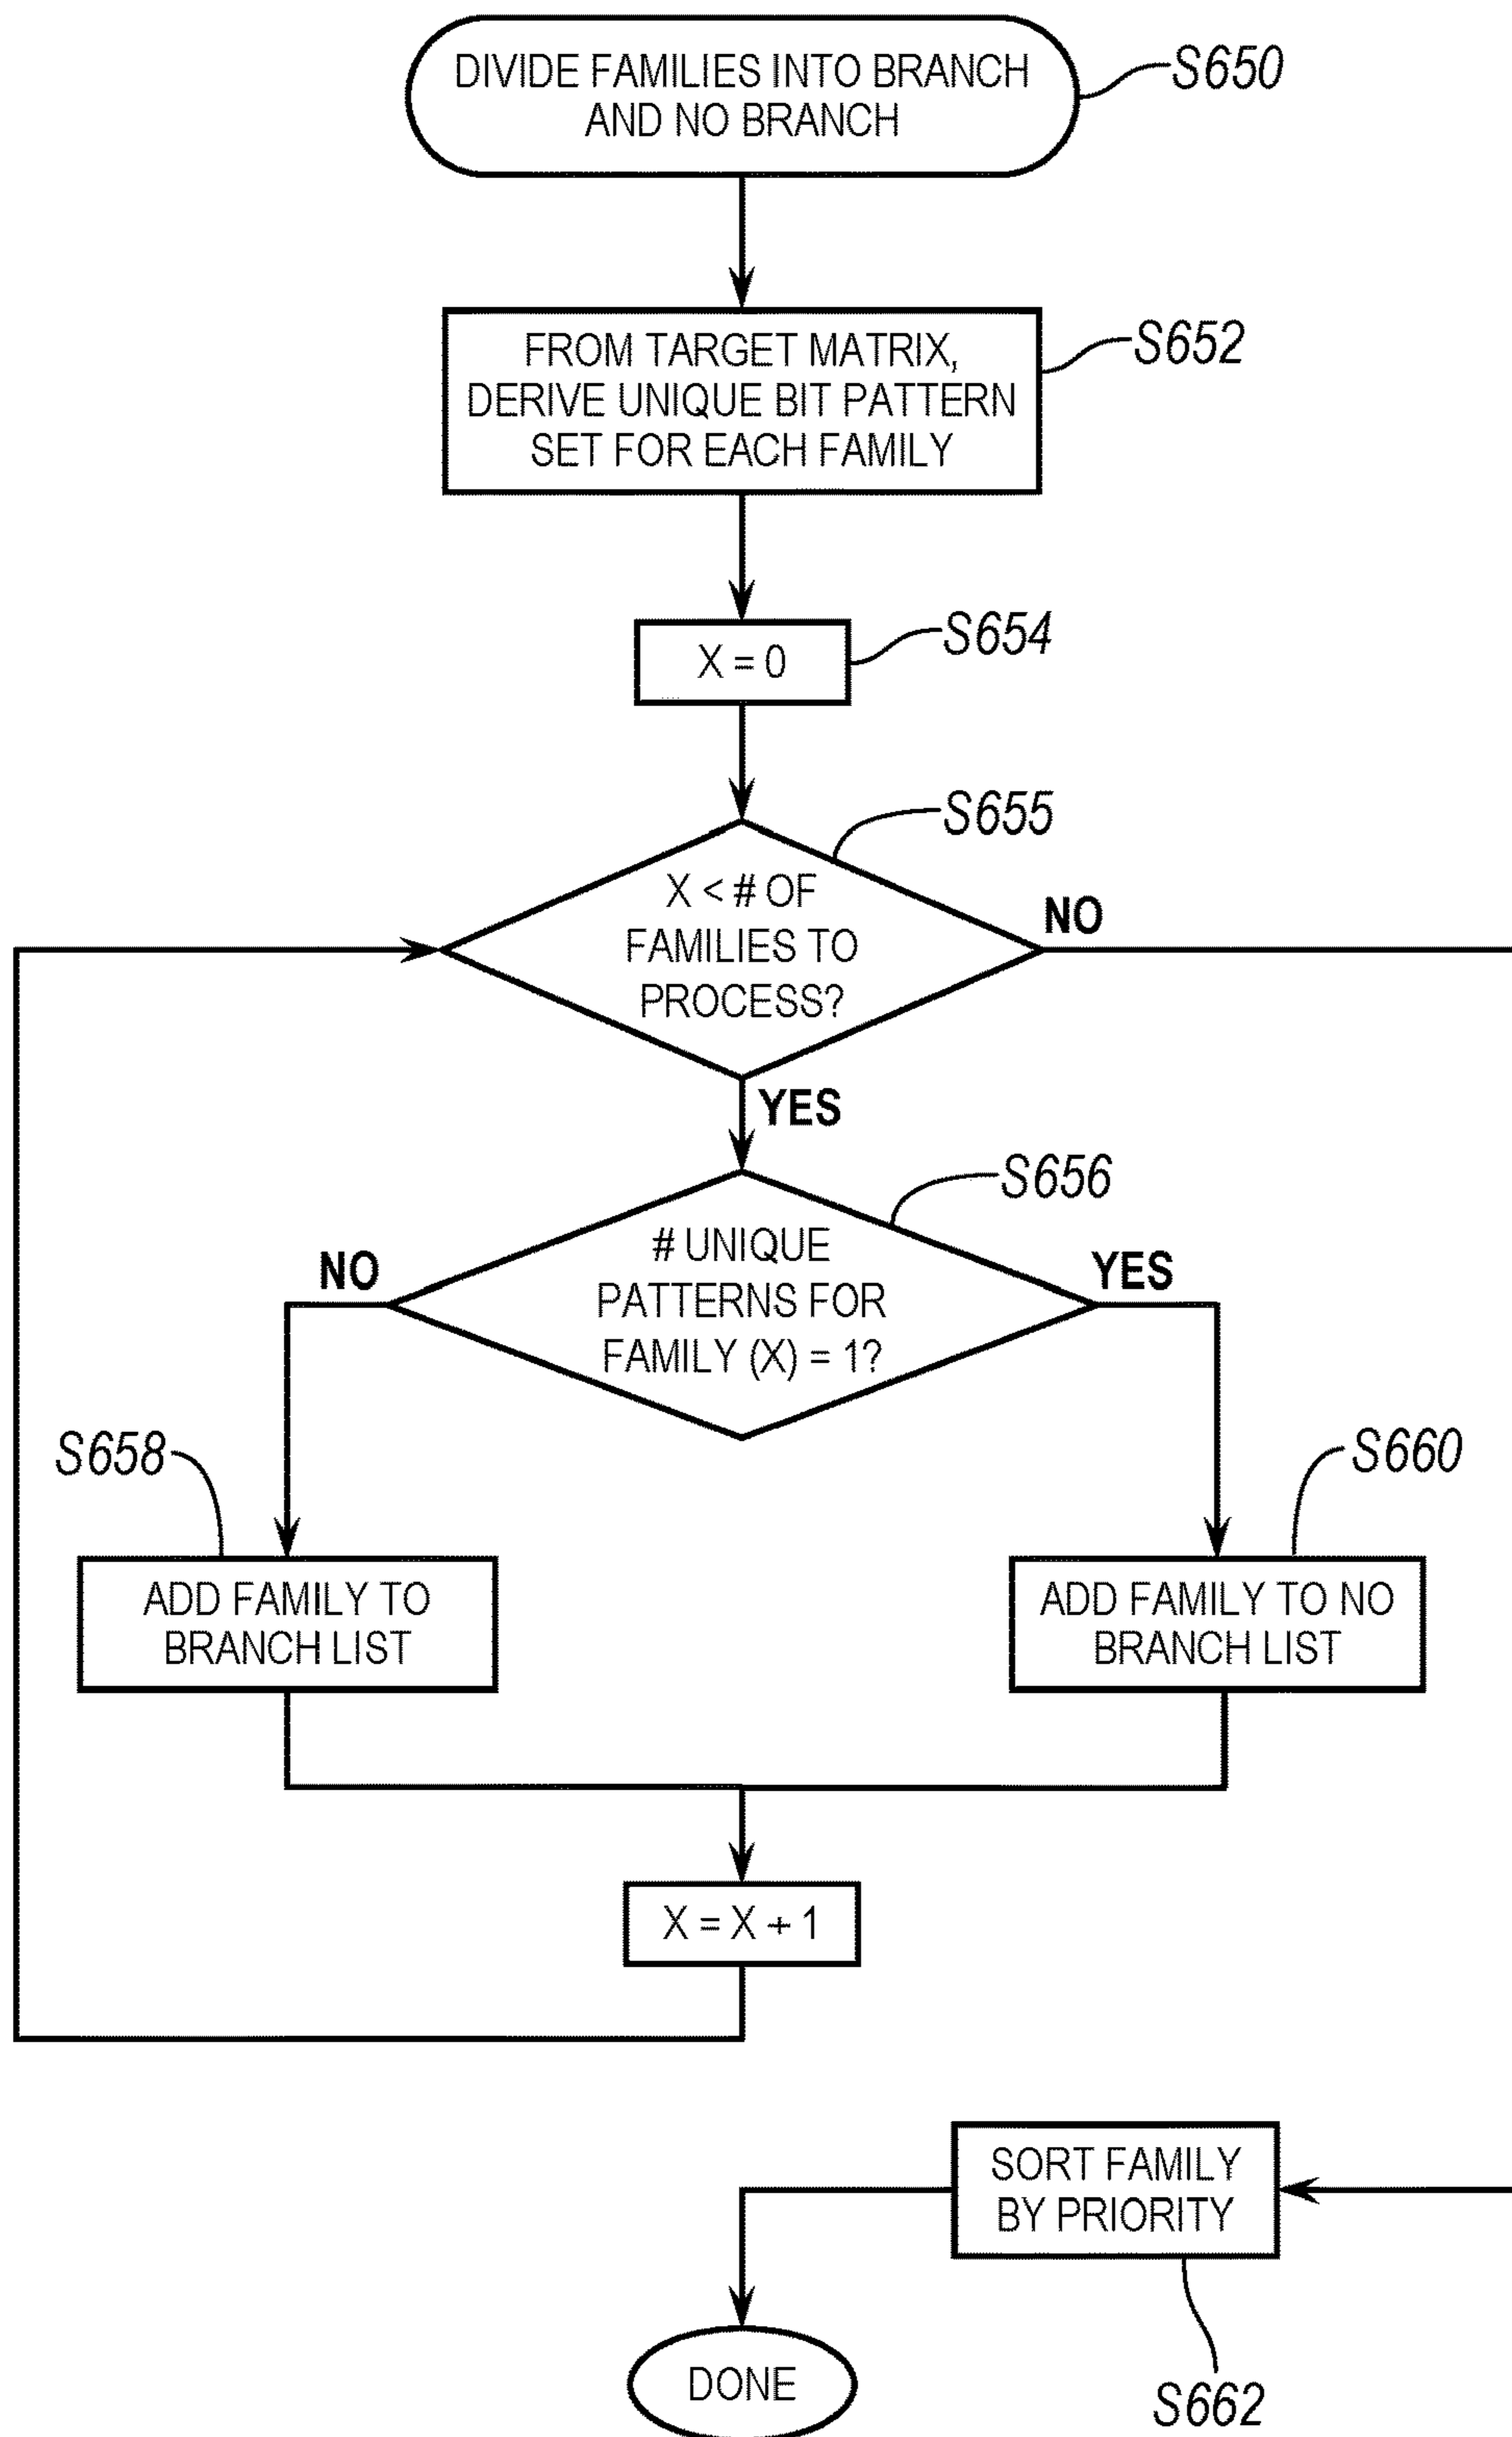 DIVIDE FAMILIES INTO BRANCH
AND NO BRANCH
S650
FROM TARGET MATRIX,
DERIVE UNIQUE BIT PATTERN
SET FOR EACH FAMILY
S652
X = 0
S654
X < # OF
FAMILIES TO
PROCESS?
S655
NO
YES
# UNIQUE
PATTERNS FOR
FAMILY (X) = 1?
S656
NO
YES
S658
ADD FAMILY TO
BRANCH LIST
S660
ADD FAMILY TO NO
BRANCH LIST
X = X + 1
SORT FAMILY
BY PRIORITY
S662
DONE